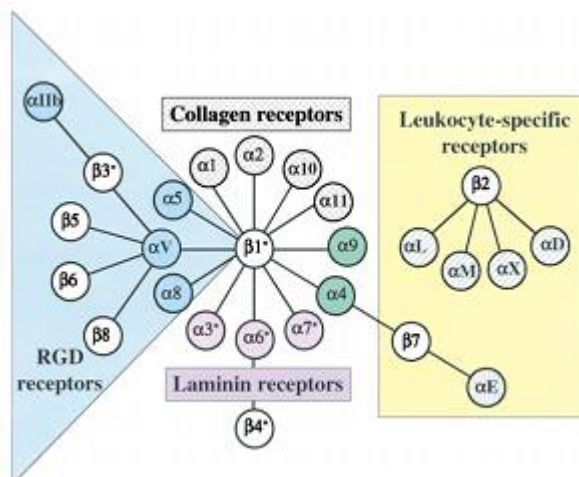 αIIb
Collagen receptors
Leukocyte-specific
receptors
β3*
α1
α2
α10
α5
α11
β2
β5
αV
β1*
α9
αL
αM
αX
αD
β6
α8
α4
β8
α3*
α6*
α7*
β7
RGD
receptors
Laminin receptors
αE
β4*